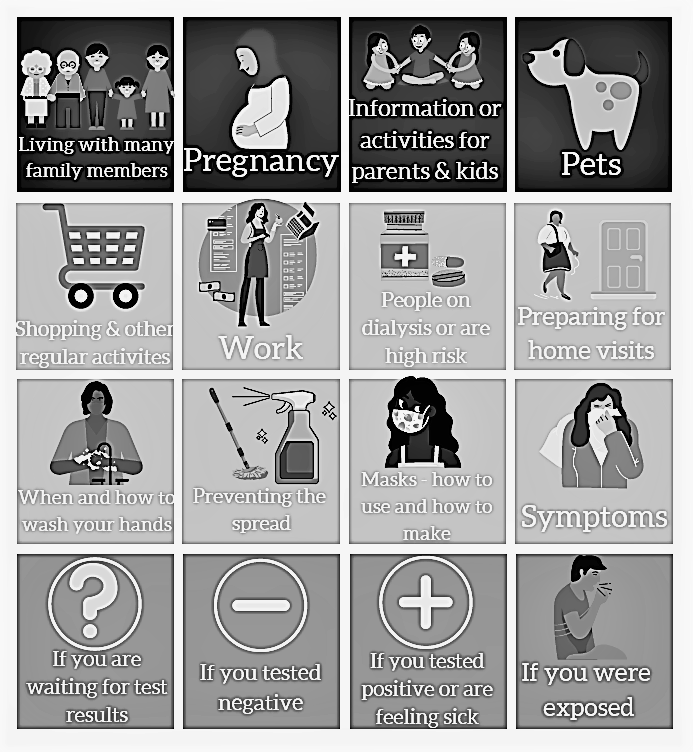 Living with many
family members
Pregnancy
Information or
activities for
parents & kids
Pets
Shopping & other
regular activites
Work
People on
dialysis or are
high risk
Preparing for
home visits
When and how to
wash your hands
Preventing the
spread
Masks - how to
use and how to
make
Symptoms
If you are
waiting for test
results
If you tested
negative
If you tested
positive or are
feeling sick
If you were
exposed